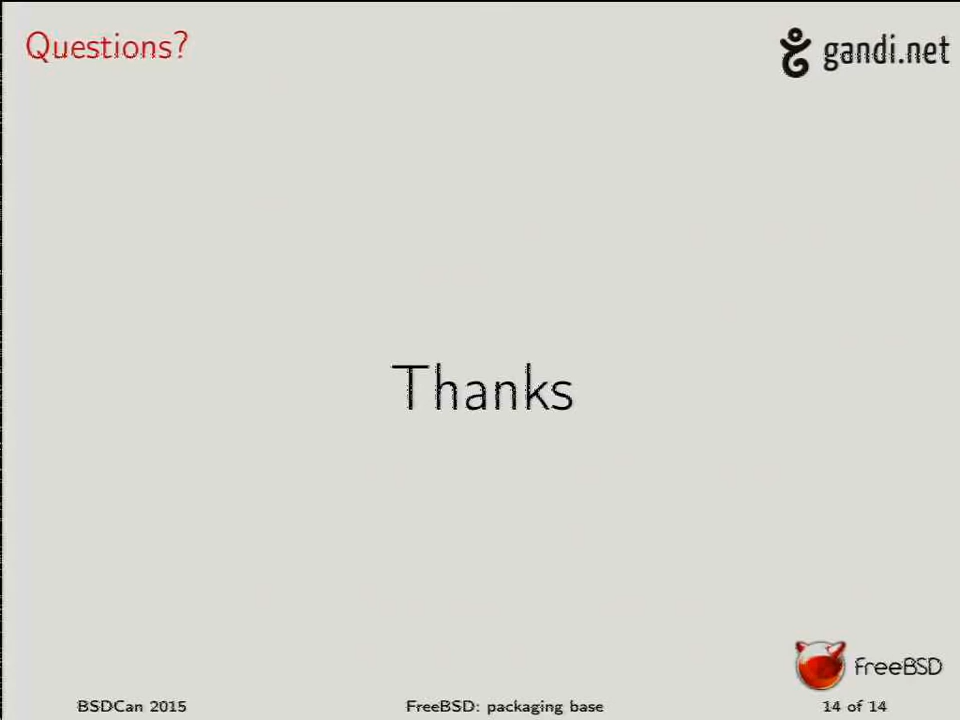 Questions?
gandi.net
Thanks
FreeBSD
BSDCan 2015
FreeBSD: packaging base
14 of 14